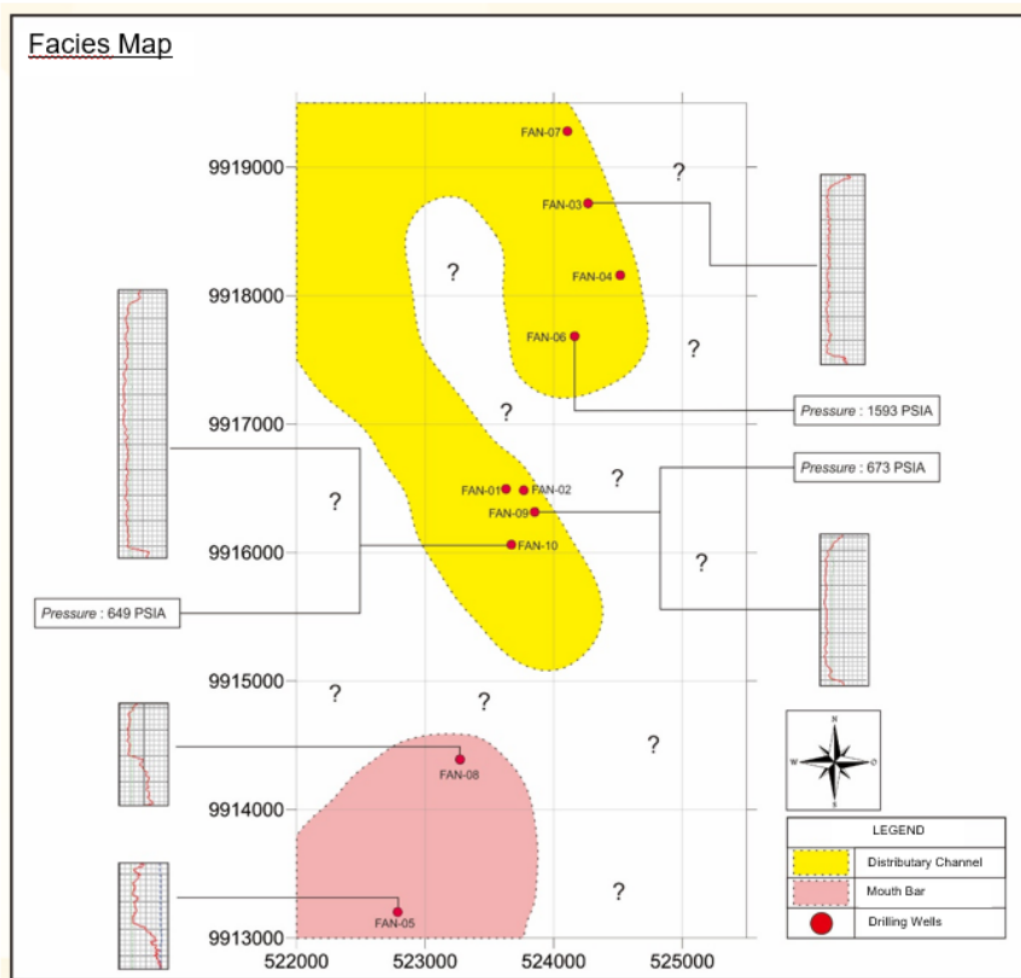 Facies Map
FAN-07
9919000
?
FAN-03
?
FAN-04
9918000
FAN-06
?
Pressure : 1593 PSIA
9917000
?
Pressure : 673 PSIA
?
FAN-01
FAN-02
?
FAN-09
FAN-10
9916000
?
Pressure : 649 PSIA
9915000
?
?
?
N
W
O
S
FAN-08
9914000
LEGEND
Distributary Channel
?
Mouth Bar
FAN-05
Drilling Wells
9913000
522000
523000
524000
525000